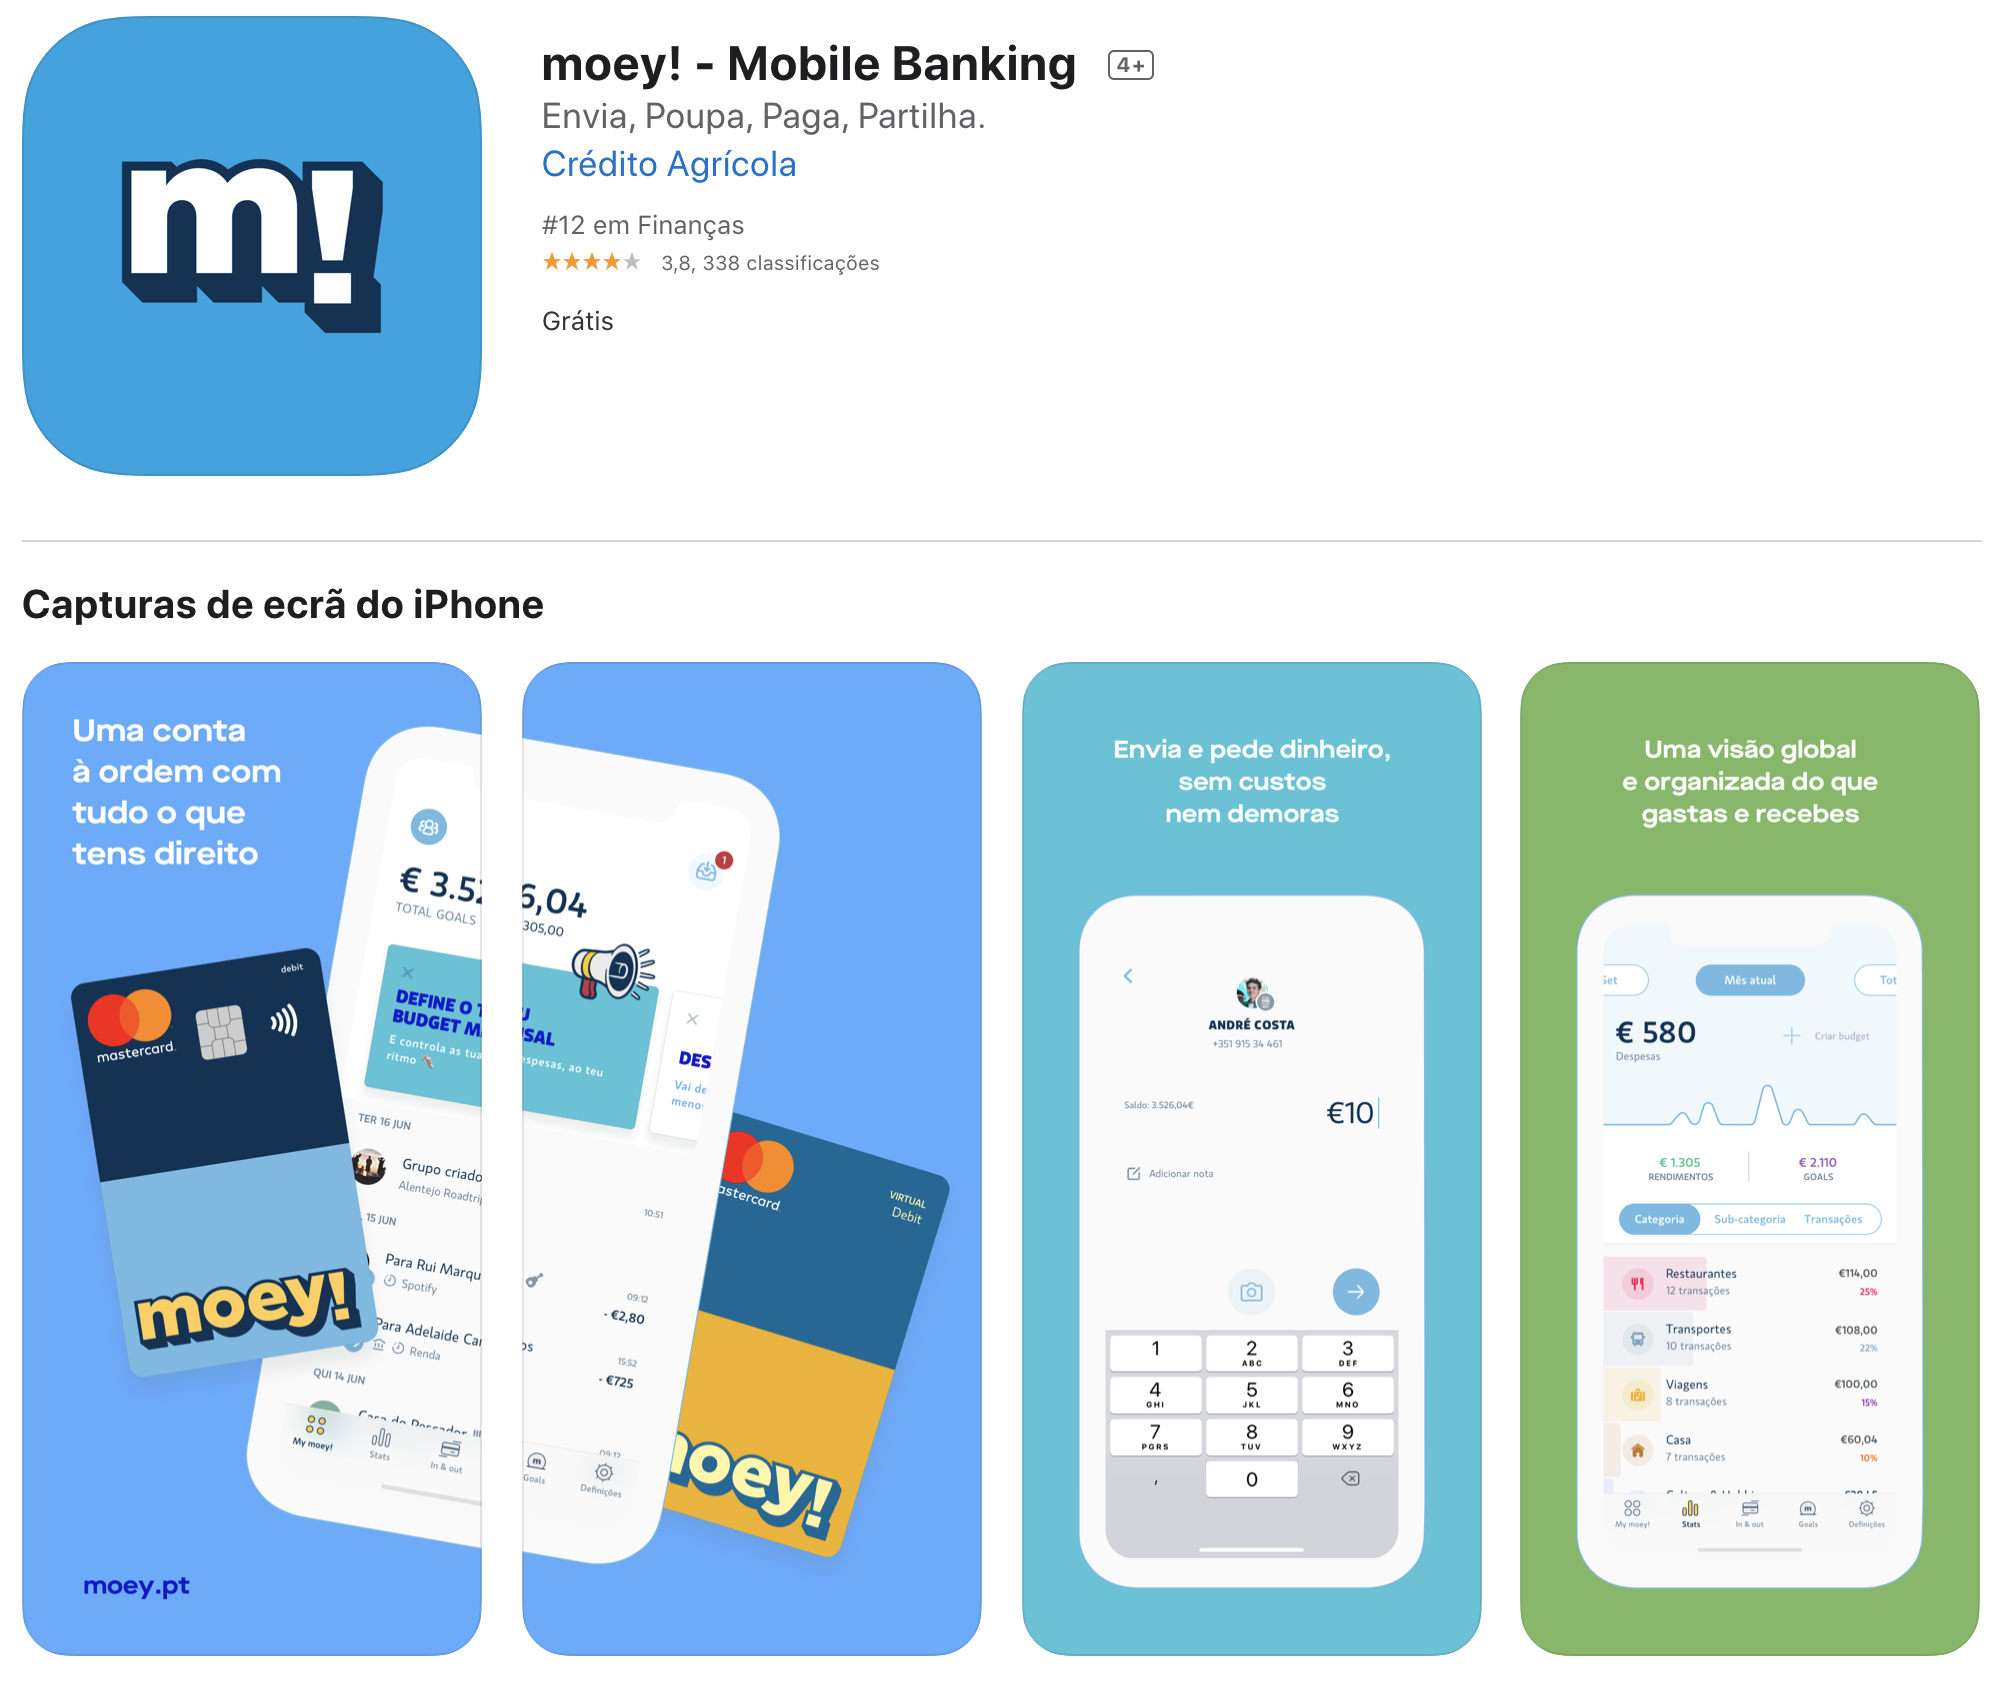 m!
moey! - Mobile Banking 4+
Envia, Poupa, Paga, Partilha.
Crédito Agrícola
#12 em Finanças
3,8, 338 classificações
Grátis
Capturas de ecrã do iPhone
Uma conta
à ordem com
tudo o que
tens direito
€ 3.52
TOTAL GOALS
DEFINE O T
BUDGET M
E controla as tua
ritmo
debit
mastercard.
moey!
TER 16 JUN
Grupo criado
Alentejo Roadtrip
15 JUN
Para Rui Marqu
Spotify
Para Adelaide Car
Renda
QUI 14 JUN
Casa do Pescador
My moey!
Stats
In & out
moey.pt
1
6,04
305,00
U
SAL
espesas, ao teu
DES
Vai de
meno
10:51
09:12
- €2,80
os
15:52
- €725
09:12
m
Goals
Definições
astercard.
VIRTUAL
Debit
noey!
Envia e pede dinheiro,
sem custos
nem demoras
ANDRÉ COSTA
+351 915 34 461
Saldo: 3.526,04€
€10
Adicionar nota
1
2
ABC
3
DEF
4
GHI
5
JKL
6
MNO
7
PQRS
8
TUV
9
WXYZ
,
0
Uma visão global
e organizada do que
gastas e recebes
Set
Mês atual
Tot
€ 580
Criar budget
Despesas
€ 1.305
RENDIMENTOS
€ 2.110
GOALS
Categoria
Sub-categoria
Transações
Restaurantes
€114,00
12 transações
25%
Transportes
€108,00
10 transações
22%
Viagens
€100,00
8 transações
15%
Casa
€60,04
7 transações
10%
My moey!
Stats
In & out
m
Goals
Definições